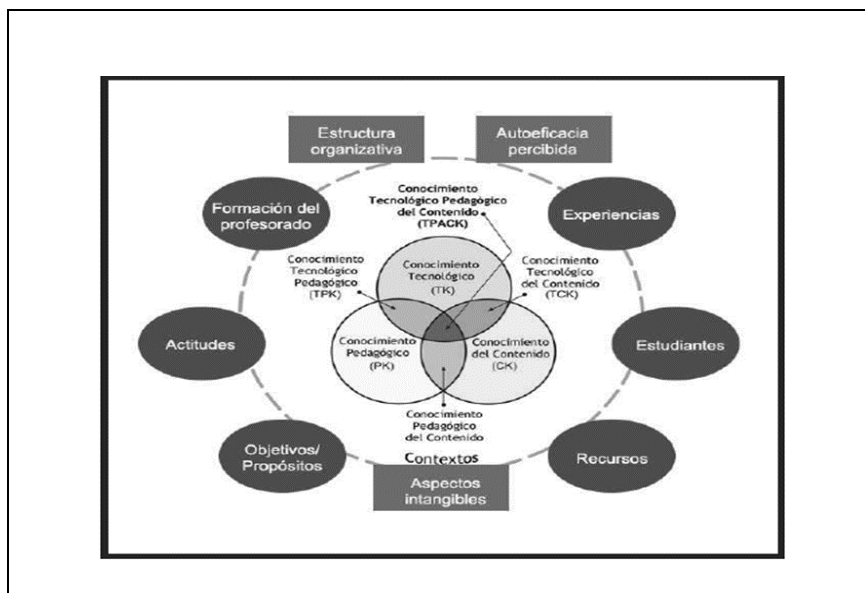 Estructura
organizativa
Autoeficacia
percibida
Formación del
profesorado
Conocimiento
Tecnológico Pedagógico
del Contenido
(TPACK)
Experiencias
Conocimiento
Tecnológico
Pedagógico
(TPK)
Conocimiento
Tecnológico
(TK)
Conocimiento
Tecnológico
del Contenido
(TCK)
Actitudes
Conocimiento
Pedagógico
(PK)
Conocimiento
del Contenido
(CK)
Estudiantes
Conocimiento
Pedagógico
del Contenido
Objetivos/
Propósitos
Contextos
Recursos
Aspectos
intangibles